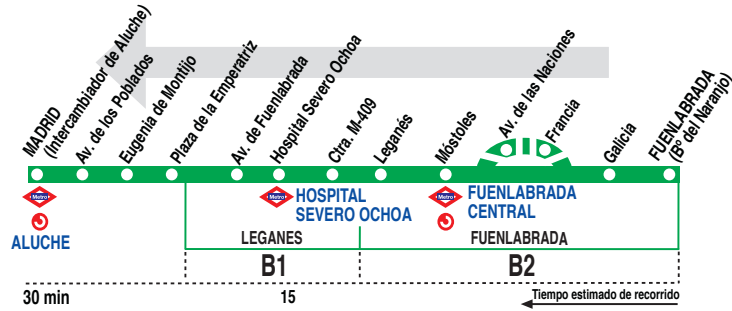 MADRID
(Intercambiador de Aluche)
Av. de los Poblados
Eugenia de Montijo
Plaza de la Emperatriz
Av. de Fuenlabrada
Hospital Severo Ochoa
Ctra. M-409
Leganés
Móstoles
Av. de las Naciones
Francia
Galicia
FUENLABRADA
(Bº del Naranjo)
Metro
ALUCHE
Metro
HOSPITAL
SEVERO OCHOA
Metro
FUENLABRADA
CENTRAL
LEGANES
FUENLABRADA
B1
B2
30 min
15
Tiempo estimado de recorrido